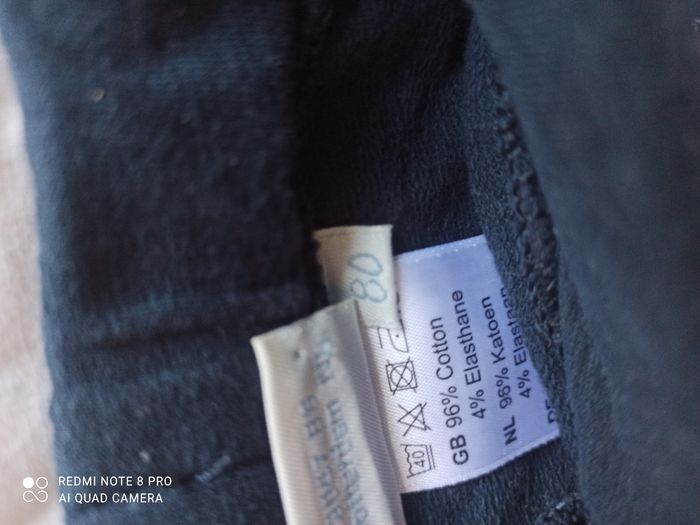 80
40
GB 96% Cotton
4% Elasthane
NL 96% Katoen
4% Elastaan
REDMI NOTE 8 PRO
AI QUAD CAMERA